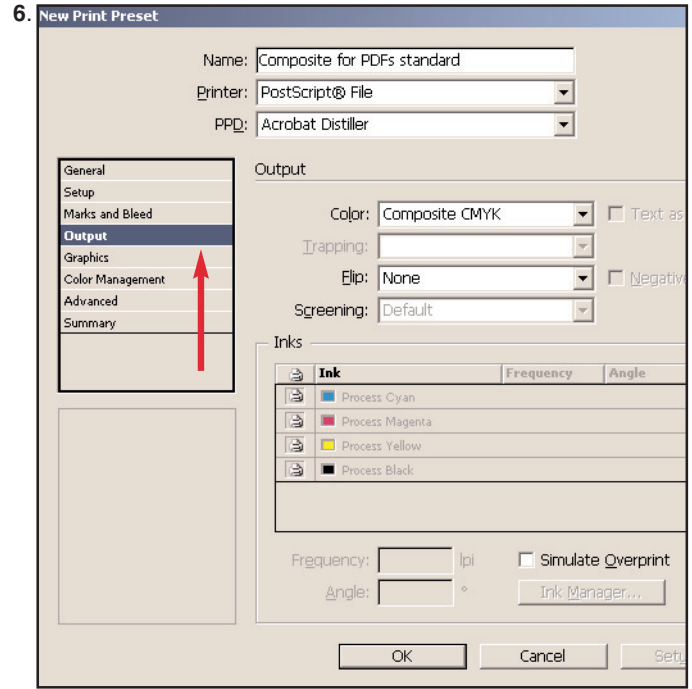 6.
New Print Preset
Name: Composite for PDFs standard
Printer: PostScript® File
PPD: Acrobat Distiller
General
Setup
Marks and Bleed
Output
Graphics
Color Management
Advanced
Summary
Output
Color: Composite CMYK
Text as
Trapping:
Flip: None
Negativ
Screening: Default
Inks
Ink Frequency Angle
Process Cyan
Process Magenta
Process Yellow
Process Black
Frequency: lpi
Simulate Overprint
Angle: °
Ink Manager...
OK Cancel Setu